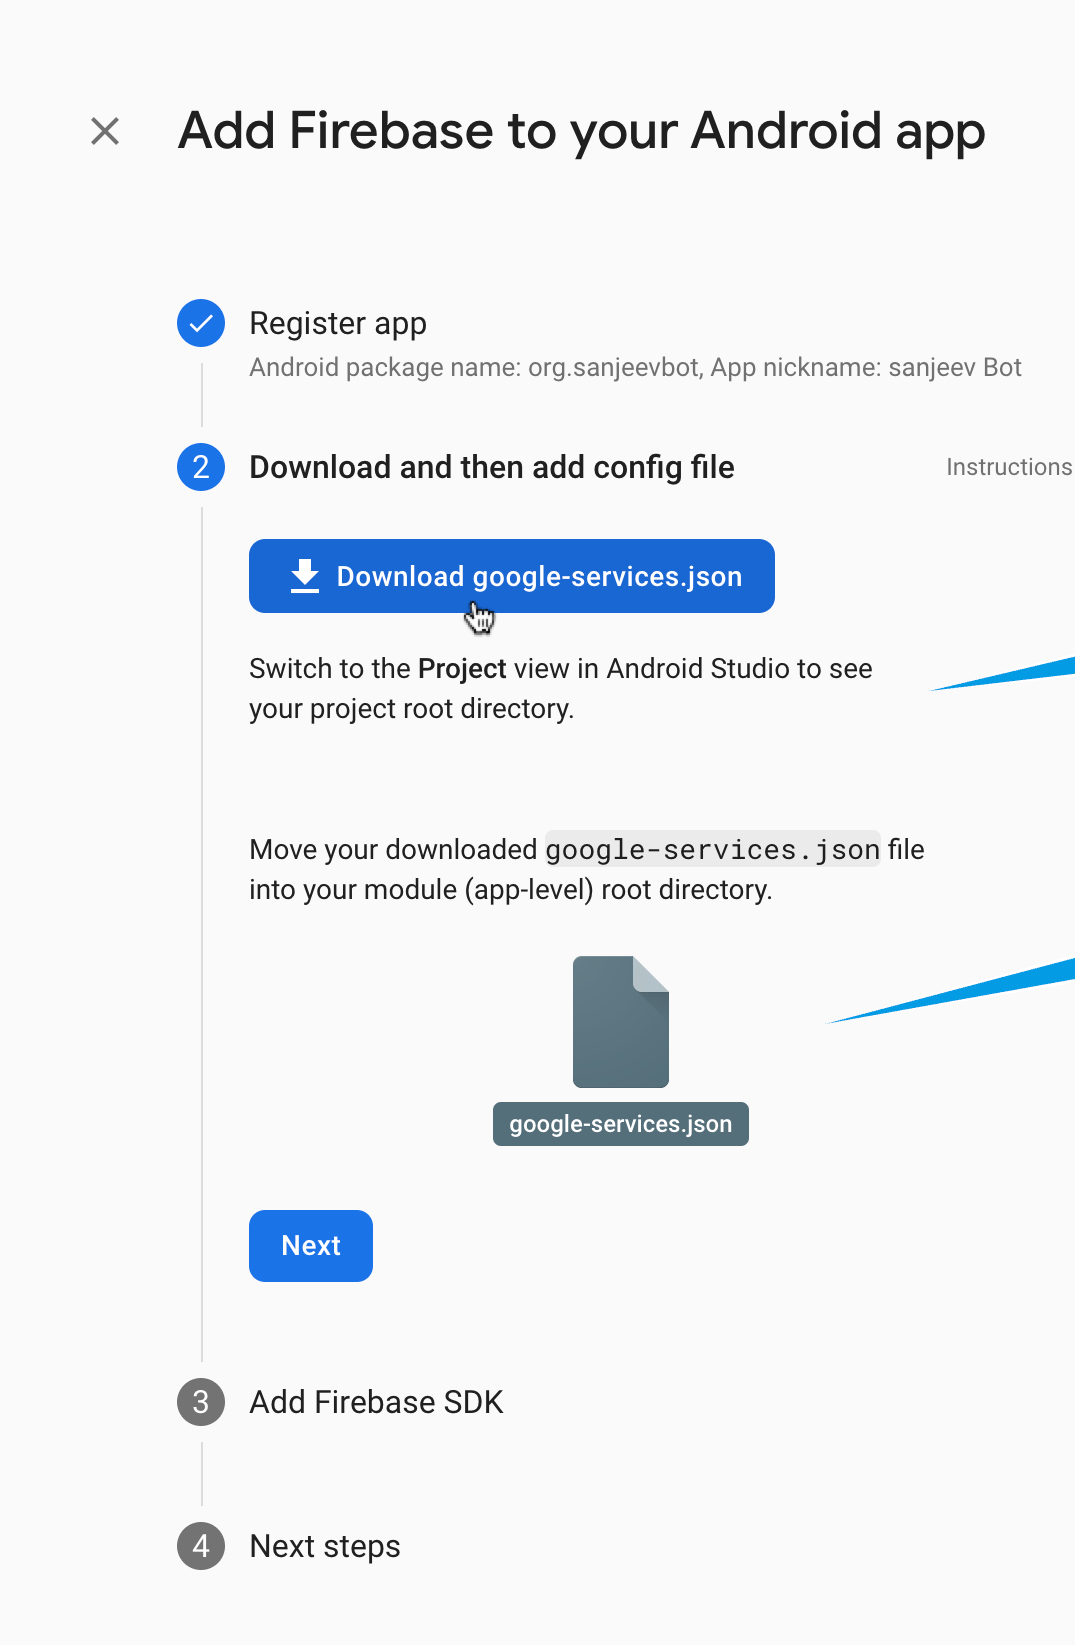 Add Firebase to your Android app
Register app
Android package name: org.sanjeevbot, App nickname: sanjeev Bot
2
Download and then add config file
Instructions
Download google-services.json
Switch to the Project view in Android Studio to see
your project root directory.
Move your downloaded google-services.json file
into your module (app-level) root directory.
google-services.json
Next
3
Add Firebase SDK
4
Next steps